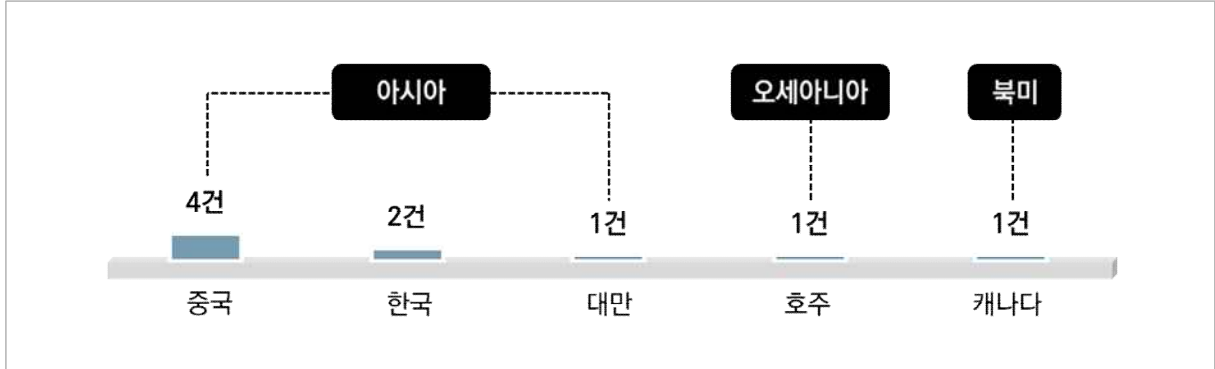 아시아 오세아니아 북미
4건 2건 1건 1건 1건
중국 한국 대만 호주 캐나다